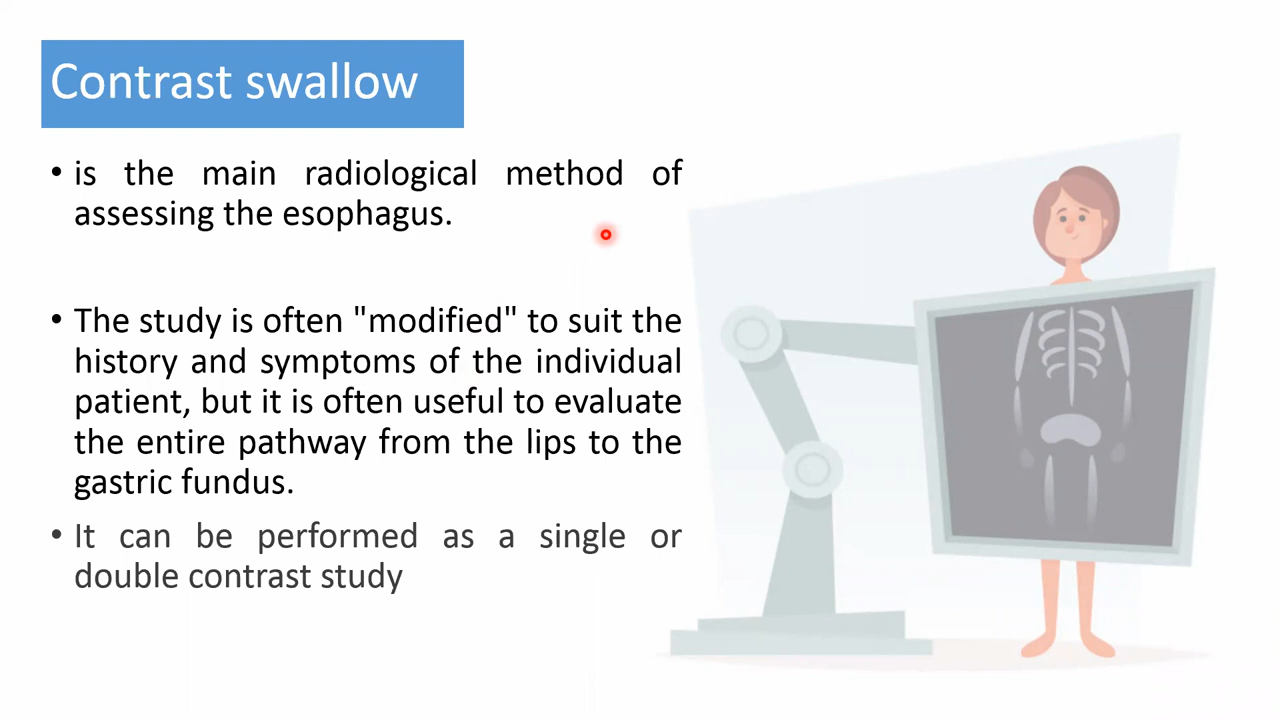 Contrast swallow
• is the main radiological method of
assessing the esophagus.
• The study is often "modified" to suit the
history and symptoms of the individual
patient, but it is often useful to evaluate
the entire pathway from the lips to the
gastric fundus.
• It can be performed as a single or
double contrast study